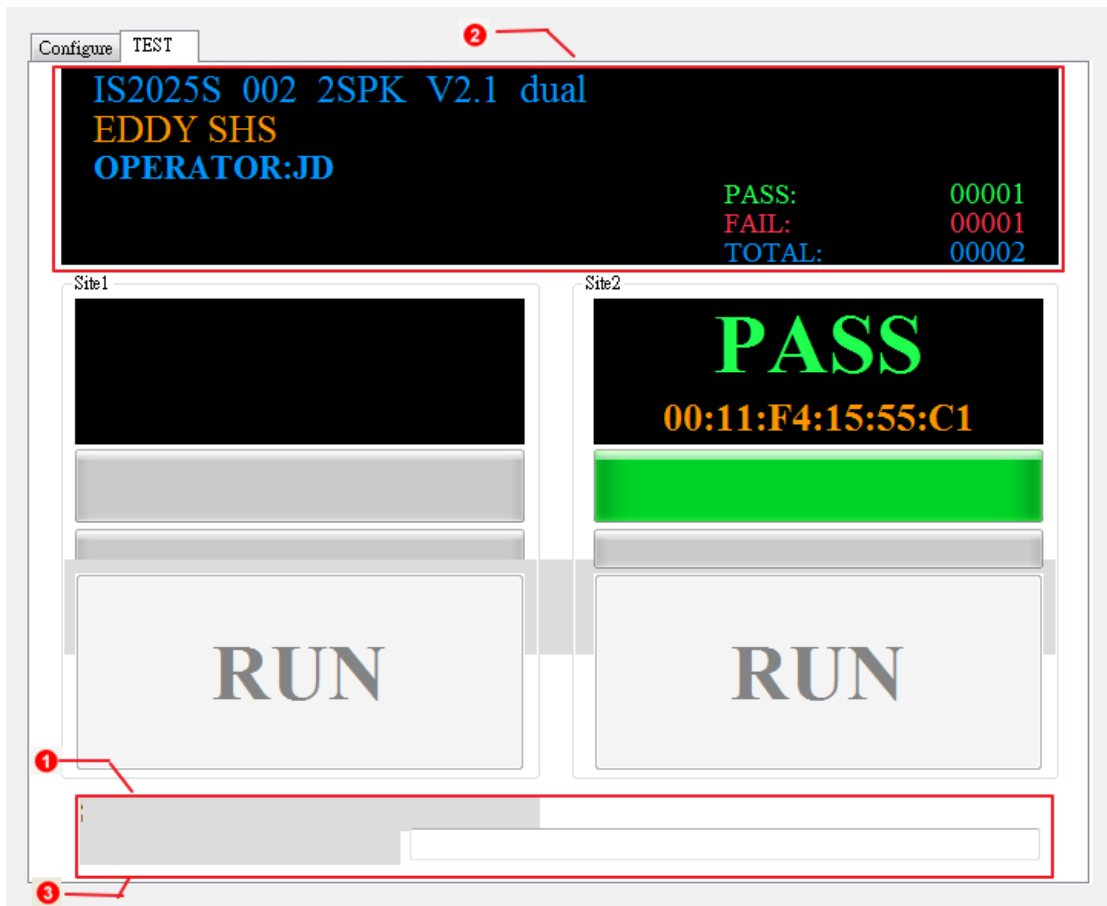 2
Configure TEST
IS2025S 002 2SPK V2.1 dual
EDDY SHS
OPERATOR:JD
PASS: 00001
FAIL: 00001
TOTAL: 00002
Site1
Site2
PASS
00:11:F4:15:55:C1
RUN
RUN
1
3